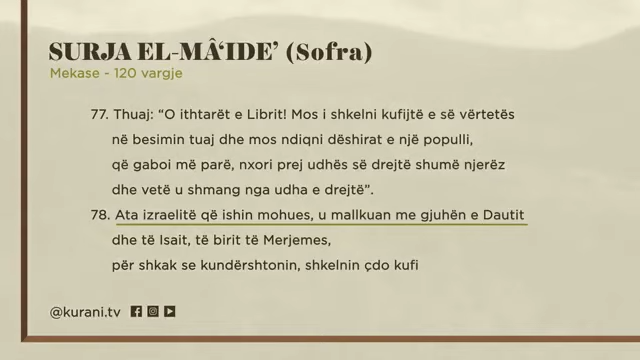 SURJA EL-MÂ‘IDE’ (Sofra)
Mekase - 120 vargje
77. Thuaj: “O ithtarët e Librit! Mos i shkelni kufijtë e së vërtetës
në besimin tuaj dhe mos ndiqni dëshirat e një populli,
që gaboi më parë, nxori prej udhës së drejtë shumë njerëz
dhe vetë u shmang nga udha e drejtë”.
78. Ata izraelitë që ishin mohues, u mallkuan me gjuhën e Dautit
dhe të Isait, të birit të Merjemes,
për shkak se kundërshtonin, shkelnin çdo kufi
@kurani.tv